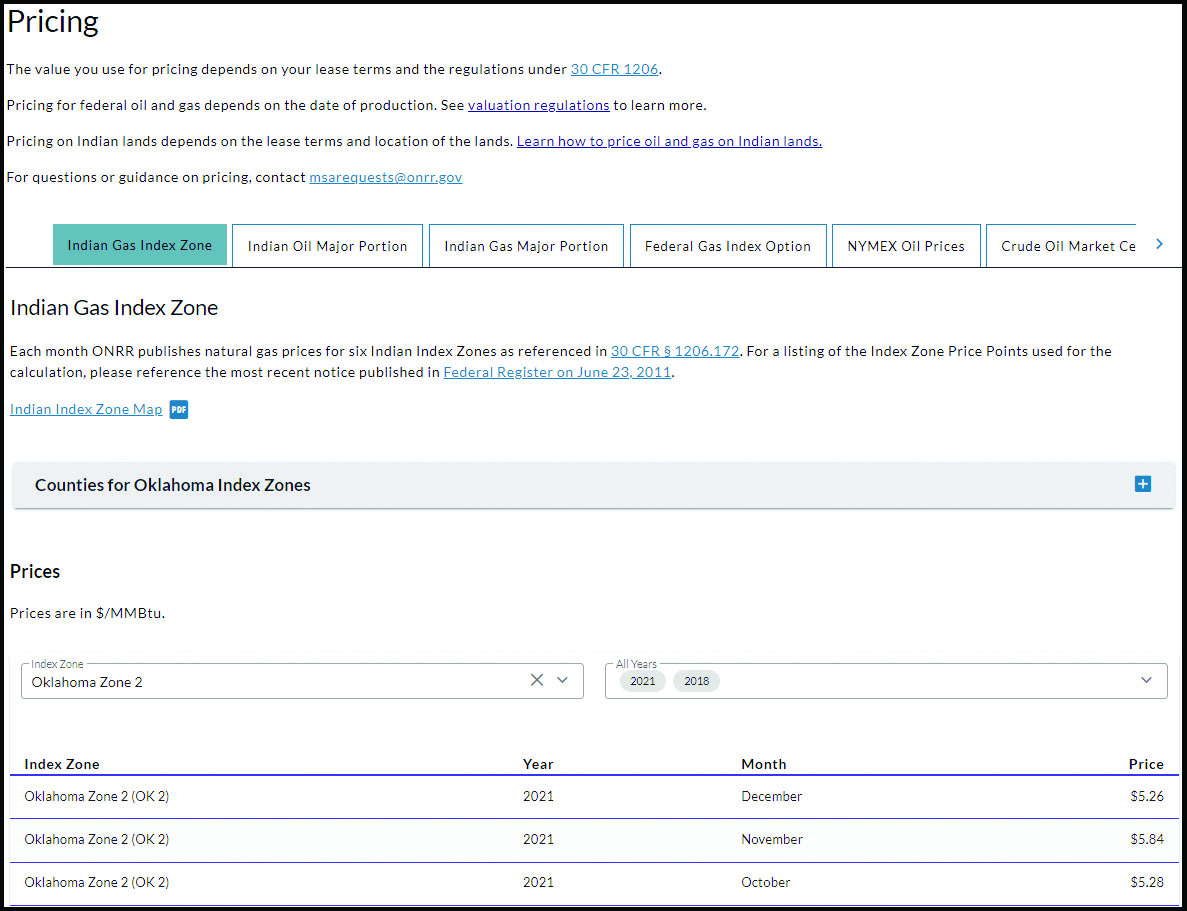 Pricing
The value you use for pricing depends on your lease terms and the regulations under 30 CFR 1206.
Pricing for federal oil and gas depends on the date of production. See valuation regulations to learn more.
Pricing on Indian lands depends on the lease terms and location of the lands. Learn how to price oil and gas on Indian lands.
For questions or guidance on pricing, contact msarequests@onrr.gov
Indian Gas Index Zone Indian Oil Major Portion Indian Gas Major Portion Federal Gas Index Option NYMEX Oil Prices Crude Oil Market Ce
Indian Gas Index Zone
Each month ONRR publishes natural gas prices for six Indian Index Zones as referenced in 30 CFR § 1206.172. For a listing of the Index Zone Price Points used for the
calculation, please reference the most recent notice published in Federal Register on June 23, 2011.
Indian Index Zone Map PDF
Counties for Oklahoma Index Zones
Prices
Prices are in $/MMBtu.
Index Zone All Years
Oklahoma Zone 2 2021 2018
Index Zone Year Month Price
Oklahoma Zone 2 (OK 2) 2021 December $5.26
Oklahoma Zone 2 (OK 2) 2021 November $5.84
Oklahoma Zone 2 (OK 2) 2021 October $5.28